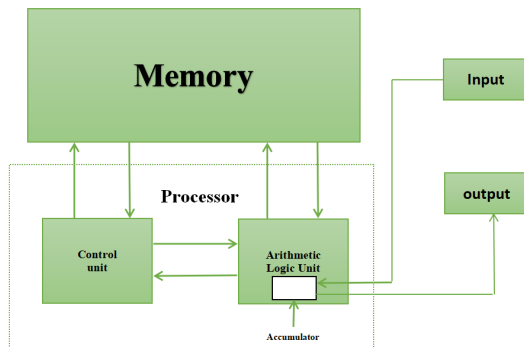 Memory
Input
Processor
output
Control
unit
Arithmetic
Logic Unit
Accumulator